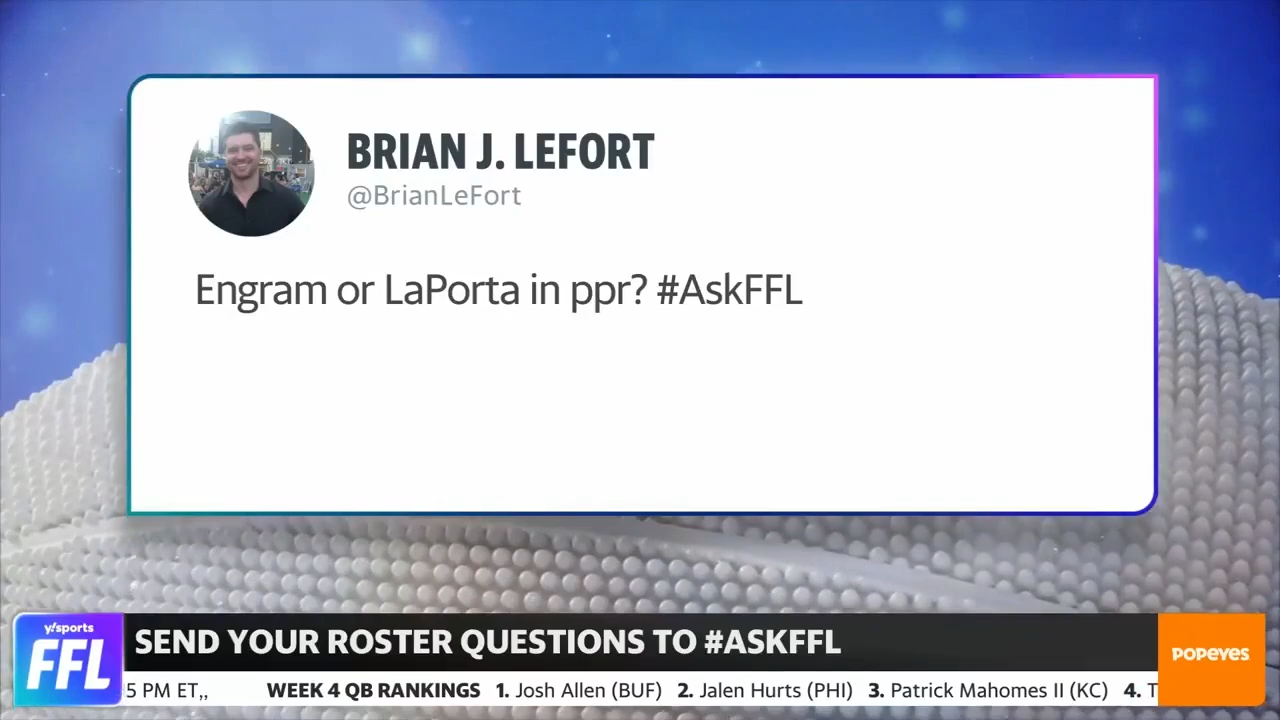 BRIAN J. LEFORT
@BrianLeFort
Engram or LaPorta in ppr? #AskFFL
y!sports
FFL
SEND YOUR ROSTER QUESTIONS TO #ASKFFL
POPEYES
5 PM ET,, WEEK 4 QB RANKINGS 1. Josh Allen (BUF) 2. Jalen Hurts (PHI) 3. Patrick Mahomes II (KC) 4. T